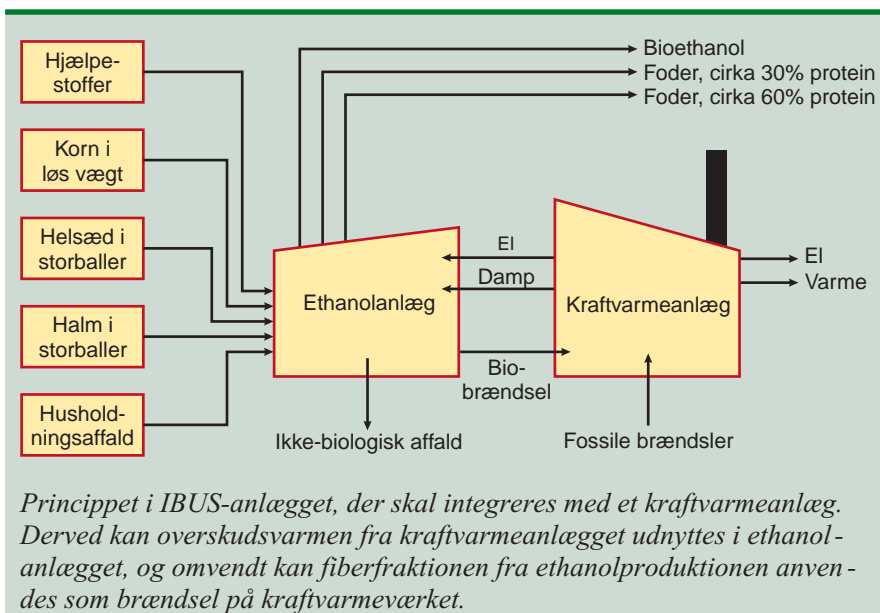 Hjælpe-
stoffer
Korn i
løs vægt
Helsæd i
storballer
Halm i
storballer
Hushold-
ningsaffald
Bioethanol
Foder, cirka 30% protein
Foder, cirka 60% protein
Ethanolanlæg
El
Damp
Bio-
brændsel
Kraftvarmeanlæg
El
Varme
Ikke-biologisk affald
Fossile brændsler
Princippet i IBUS-anlægget, der skal integreres med et kraftvarmeanlæg.
Derved kan overskudsvarmen fra kraftvarmeanlægget udnyttes i ethanol-
anlægget, og omvendt kan fiberfraktionen fra ethanolproduktionen anven-
des som brændsel på kraftvarmeværket.